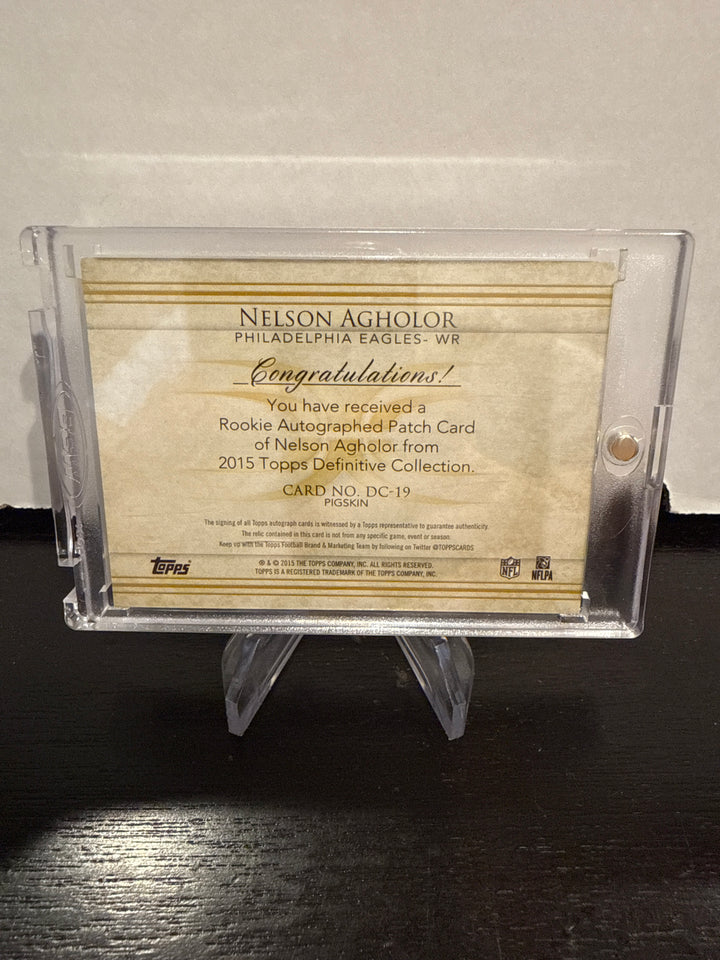 NELSON AGHOLOR
PHILADELPHIA EAGLES- WR
Congratulations!
You have received a
Rookie Autographed Patch Card
of Nelson Agholor from
2015 Topps Definitive Collection.
CARD NO. DC-19
PIGSKIN
The signing of all Topps autograph cards is witnessed by a Topps representative to guarantee authenticity.
The relic contained in this card is not from any specific game, event or season.
Keep up with the Topps Football Brand & Marketing Team by following on Twitter @TOPPSCARDS
Topps
® & © 2015 THE TOPPS COMPANY, INC. ALL RIGHTS RESERVED.
TOPPS IS A REGISTERED TRADEMARK OF THE TOPPS COMPANY, INC.
NFL
NFLPA